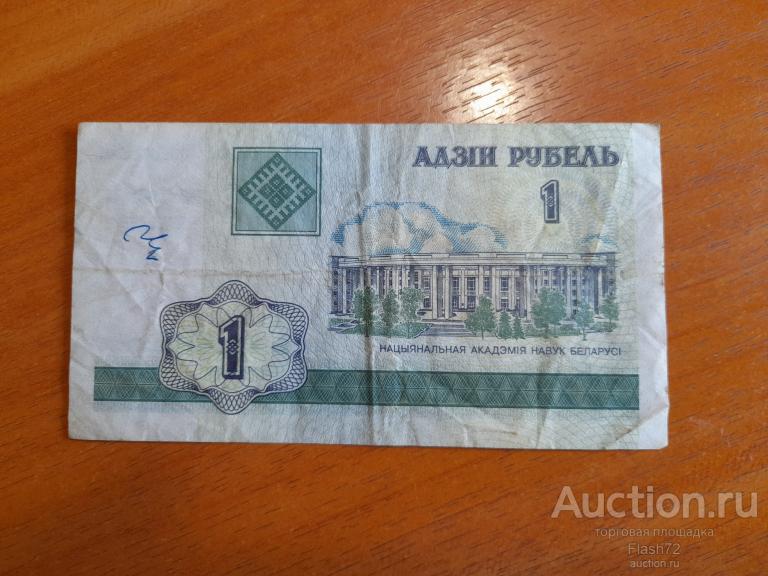 АДЗІН РУБЕЛЬ
1
НАЦЫЯНАЛЬНАЯ АКАДЭМІЯ НАВУК БЕЛАРУСІ
1
Auction.ru
торговая площадка
Flash72
auction.ru